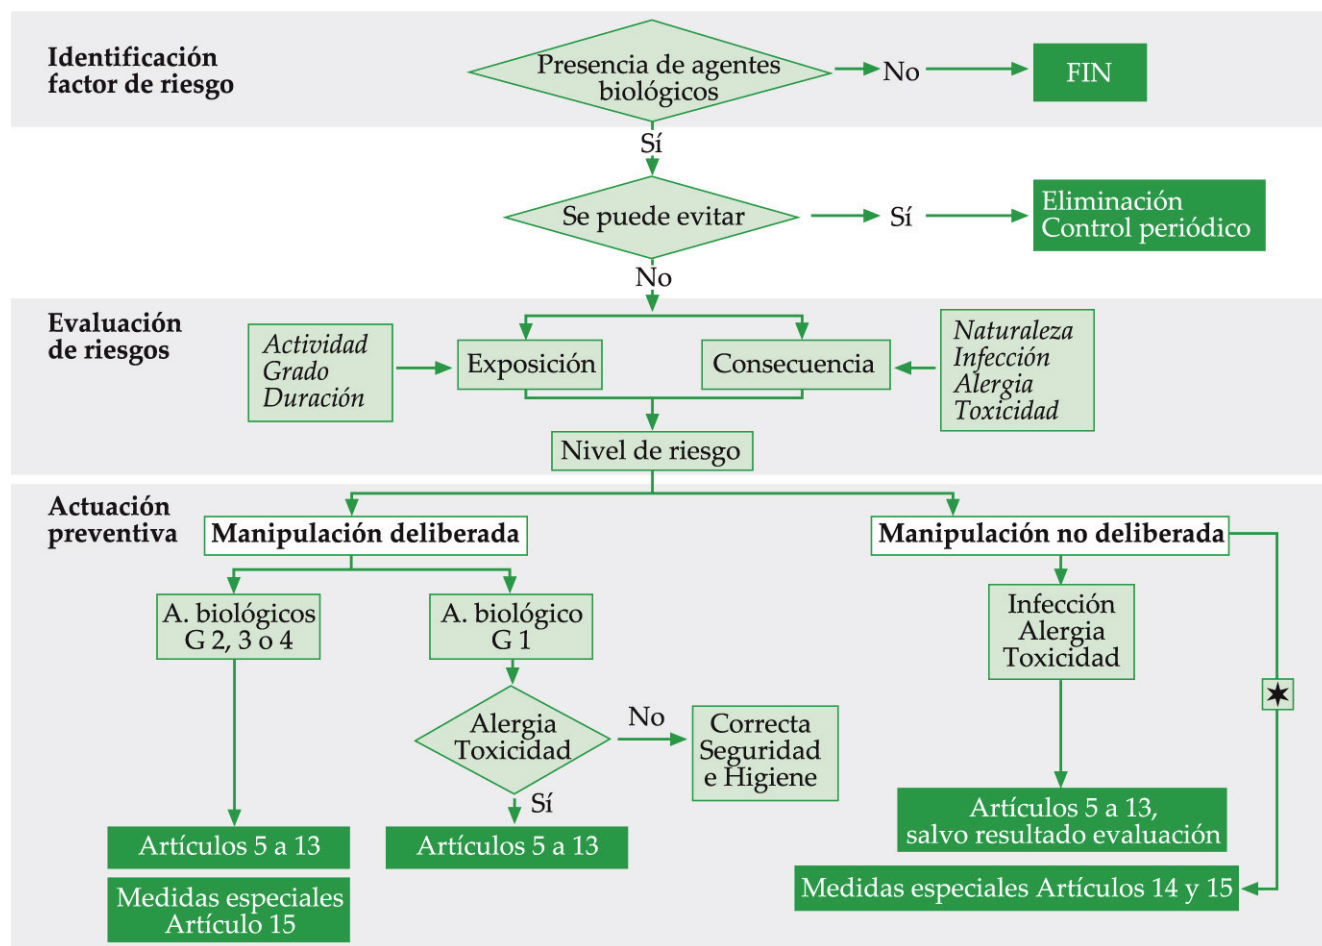 Identificación
factor de riesgo
Presencia de agentes
biológicos
No
FIN
Sí
Se puede evitar
Sí
Eliminación
Control periódico
No
Evaluación
de riesgos
Actividad
Grado
Duración
Exposición
Consecuencia
Naturaleza
Infección
Alergia
Toxicidad
Nivel de riesgo
Actuación
preventiva
Manipulación deliberada
Manipulación no deliberada
A. biológicos
G 2, 3 o 4
A. biológico
G 1
Infección
Alergia
Toxicidad
Alergia
Toxicidad
No
Correcta
Seguridad
e Higiene
Sí
Artículos 5 a 13
Artículos 5 a 13
Artículos 5 a 13,
salvo resultado evaluación
Medidas especiales
Artículo 15
Medidas especiales Artículos 14 y 15